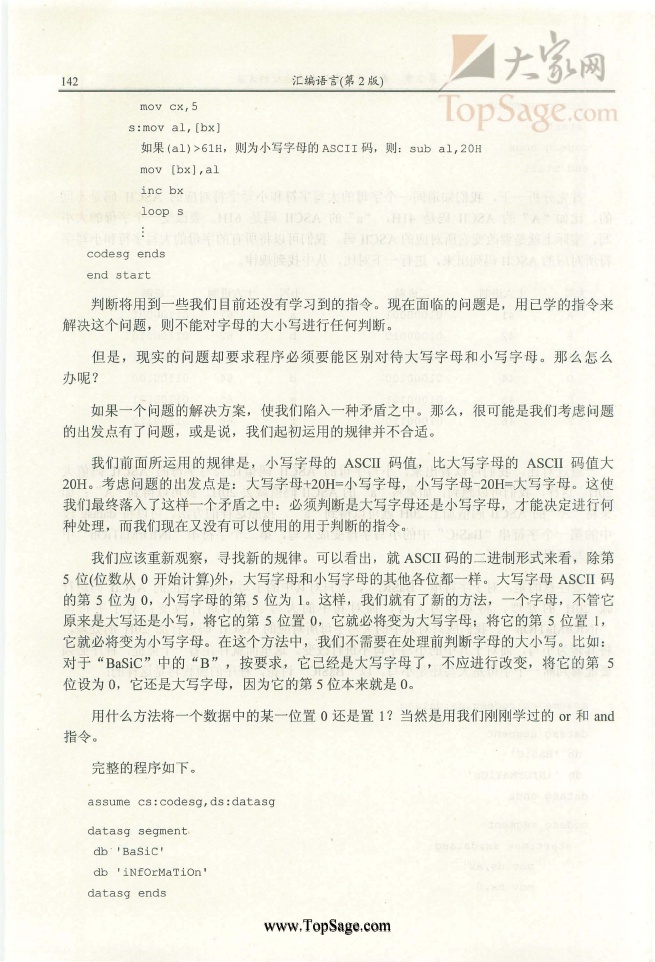 大家网
TopSage.com
142
汇编语言(第 2 版)
mov cx,5
s:mov al,[bx]
如果(al)>61H，则为小写字母的 ASCII 码，则：sub al,20H
mov [bx],al
inc bx
loop s
⋮
codesg ends
end start
判断将用到一些我们目前还没有学习到的指令。现在面临的问题是，用已学的指令来
解决这个问题，则不能对字母的大小写进行任何判断。
但是，现实的问题却要求程序必须要能区别对待大写字母和小写字母。那么怎么
办呢？
如果一个问题的解决方案，使我们陷入一种矛盾之中。那么，很可能是我们考虑问题
的出发点有了问题，或是说，我们起初运用的规律并不合适。
我们前面所运用的规律是，小写字母的 ASCII 码值，比大写字母的 ASCII 码值大
20H。考虑问题的出发点是：大写字母+20H=小写字母，小写字母-20H=大写字母。这使
我们最终落入了这样一个矛盾之中：必须判断是大写字母还是小写字母，才能决定进行何
种处理，而我们现在又没有可以使用的用于判断的指令。
我们应该重新观察，寻找新的规律。可以看出，就 ASCII 码的二进制形式来看，除第
5 位(位数从 0 开始计算)外，大写字母和小写字母的其他各位都一样。大写字母 ASCII 码
的第 5 位为 0，小写字母的第 5 位为 1。这样，我们就有了新的方法，一个字母，不管它
原来是大写还是小写，将它的第 5 位置 0，它就必将变为大写字母；将它的第 5 位置 1，
它就必将变为小写字母。在这个方法中，我们不需要在处理前判断字母的大小写。比如：
对于“BaSiC”中的“B”，按要求，它已经是大写字母了，不应进行改变，将它的第 5
位设为 0，它还是大写字母，因为它的第 5 位本来就是 0。
用什么方法将一个数据中的某一位置 0 还是置 1？当然是用我们刚刚学过的 or 和 and
指令。
完整的程序如下。
assume cs:codesg,ds:datasg
datasg segment
db 'BaSiC'
db 'iNfOrMaTiOn'
datasg ends
www.TopSage.com